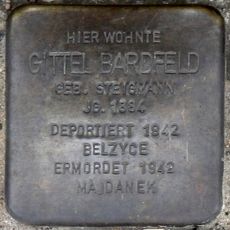 HIER WOHNTE
GITTEL BARDFELD
GEB. STEIGMANN
JG. 1894
DEPORTIERT 1942
BELZYCE
ERMORDET 1942
MAJDANEK